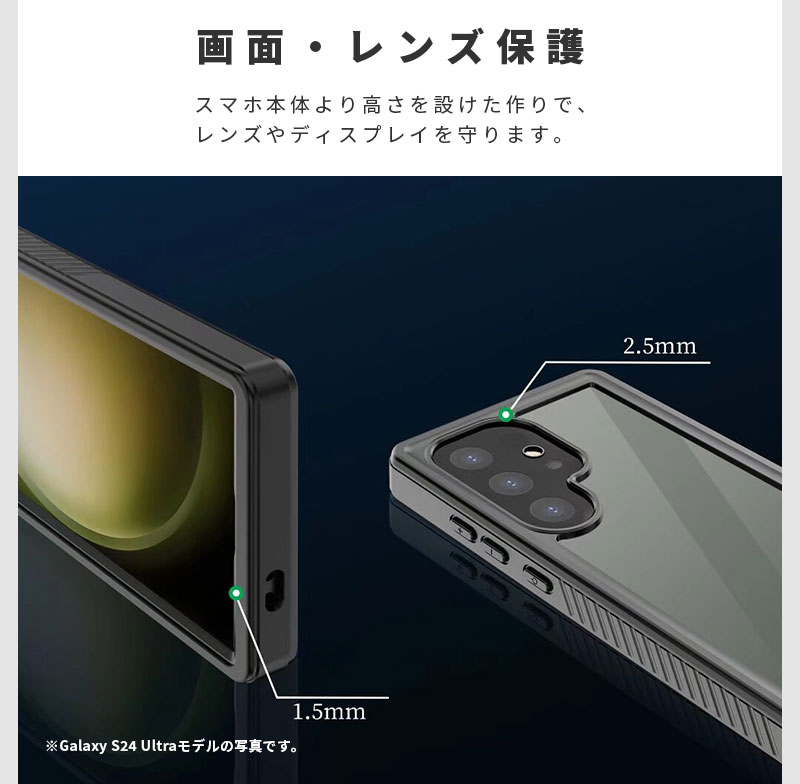 画面・レンズ保護
スマホ本体より高さを設けた作りで、
レンズやディスプレイを守ります。
2.5mm
1.5mm
※Galaxy S24 Ultraモデルの写真です。